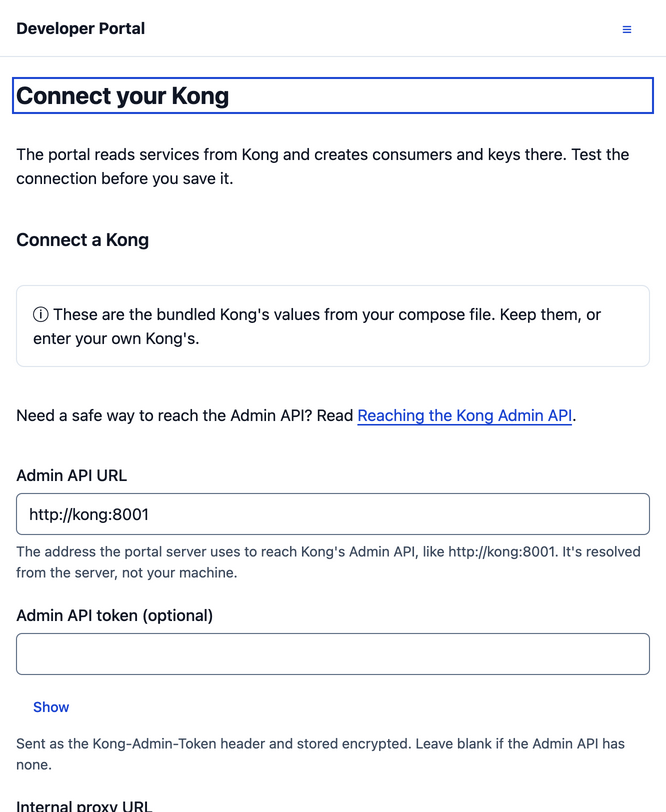 Developer Portal
Connect your Kong
The portal reads services from Kong and creates consumers and keys there. Test the
connection before you save it.
Connect a Kong
ⓘ These are the bundled Kong's values from your compose file. Keep them, or
enter your own Kong's.
Need a safe way to reach the Admin API? Read Reaching the Kong Admin API.
Admin API URL
http://kong:8001
The address the portal server uses to reach Kong's Admin API, like http://kong:8001. It's resolved
from the server, not your machine.
Admin API token (optional)
Show
Sent as the Kong-Admin-Token header and stored encrypted. Leave blank if the Admin API has
none.
Internal proxy URL